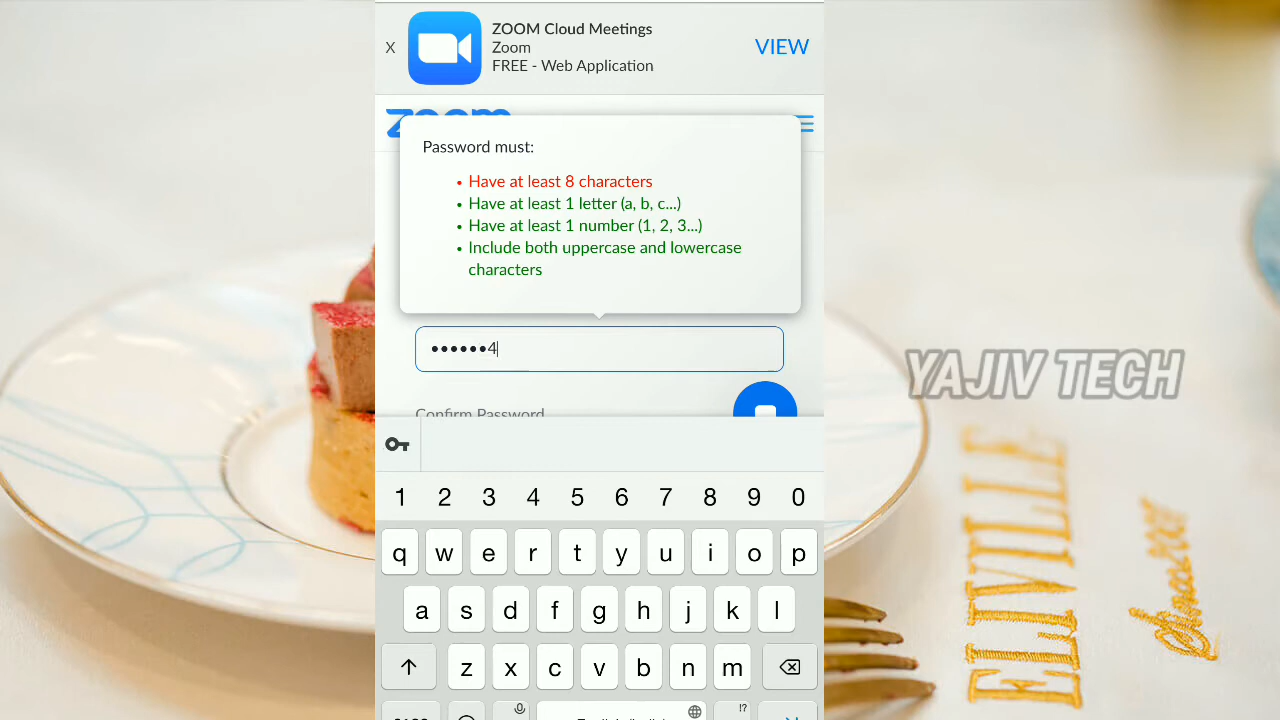 X
ZOOM Cloud Meetings
Zoom
FREE - Web Application
VIEW
zoom
Password must:
• Have at least 8 characters
• Have at least 1 letter (a, b, c...)
• Have at least 1 number (1, 2, 3...)
• Include both uppercase and lowercase
characters
••••••4
Confirm Password
1 2 3 4 5 6 7 8 9 0
q w e r t y u i o p
a s d f g h j k l
z x c v b n m
!?
YAJIV TECH
ELIVILLE